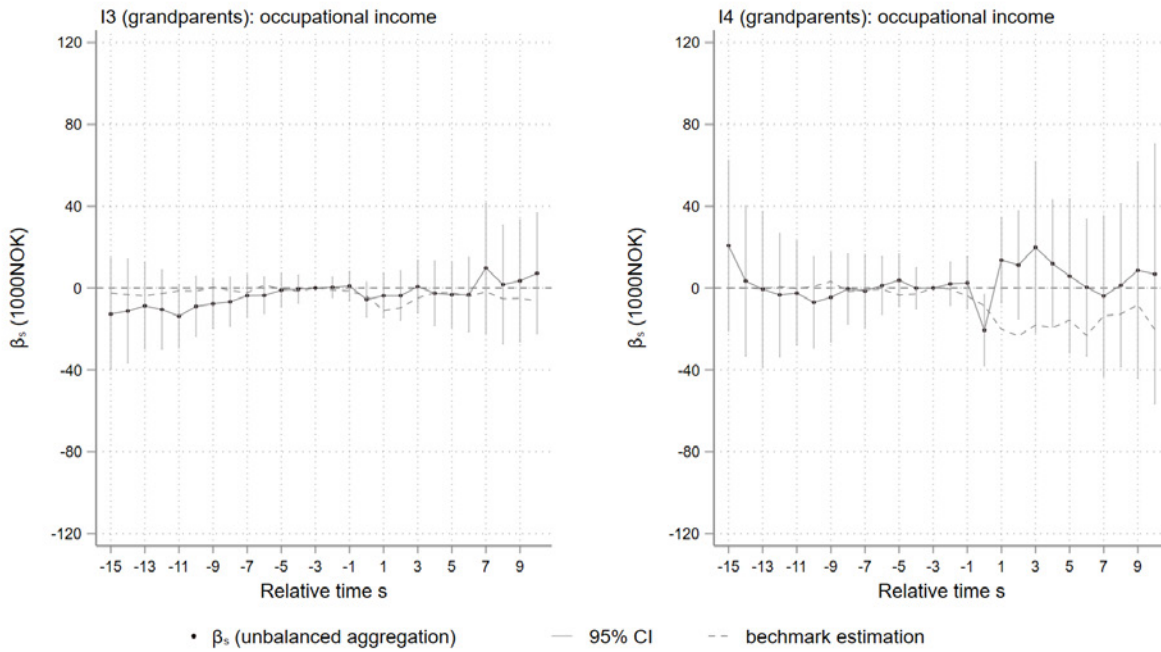 I3 (grandparents): occupational income
120
80
40
0
-40
-80
-120
βₛ (1000NOK)
-15 -13 -11 -9 -7 -5 -3 -1 1 3 5 7 9
Relative time s
I4 (grandparents): occupational income
120
80
40
0
-40
-80
-120
βₛ (1000NOK)
-15 -13 -11 -9 -7 -5 -3 -1 1 3 5 7 9
Relative time s
βₛ (unbalanced aggregation) 95% CI bechmark estimation